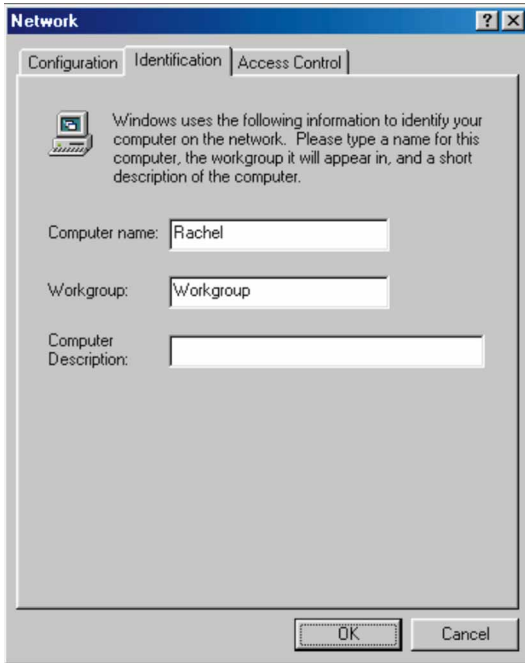 Network
Configuration Identification Access Control
Windows uses the following information to identify your
computer on the network. Please type a name for this
computer, the workgroup it will appear in, and a short
description of the computer.
Computer name: Rachel
Workgroup: Workgroup
Computer
Description:
OK Cancel